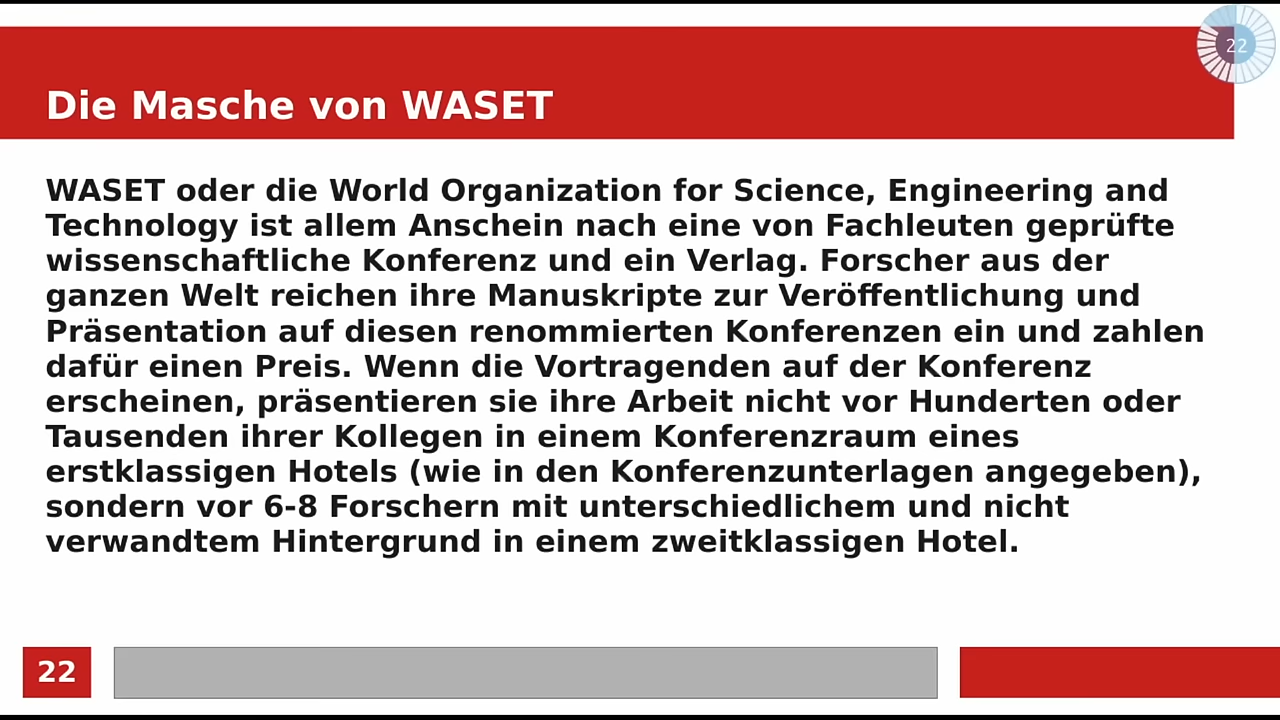 22
Die Masche von WASET
WASET oder die World Organization for Science, Engineering and
Technology ist allem Anschein nach eine von Fachleuten geprüfte
wissenschaftliche Konferenz und ein Verlag. Forscher aus der
ganzen Welt reichen ihre Manuskripte zur Veröffentlichung und
Präsentation auf diesen renommierten Konferenzen ein und zahlen
dafür einen Preis. Wenn die Vortragenden auf der Konferenz
erscheinen, präsentieren sie ihre Arbeit nicht vor Hunderten oder
Tausenden ihrer Kollegen in einem Konferenzraum eines
erstklassigen Hotels (wie in den Konferenzunterlagen angegeben),
sondern vor 6-8 Forschern mit unterschiedlichem und nicht
verwandtem Hintergrund in einem zweitklassigen Hotel.
22